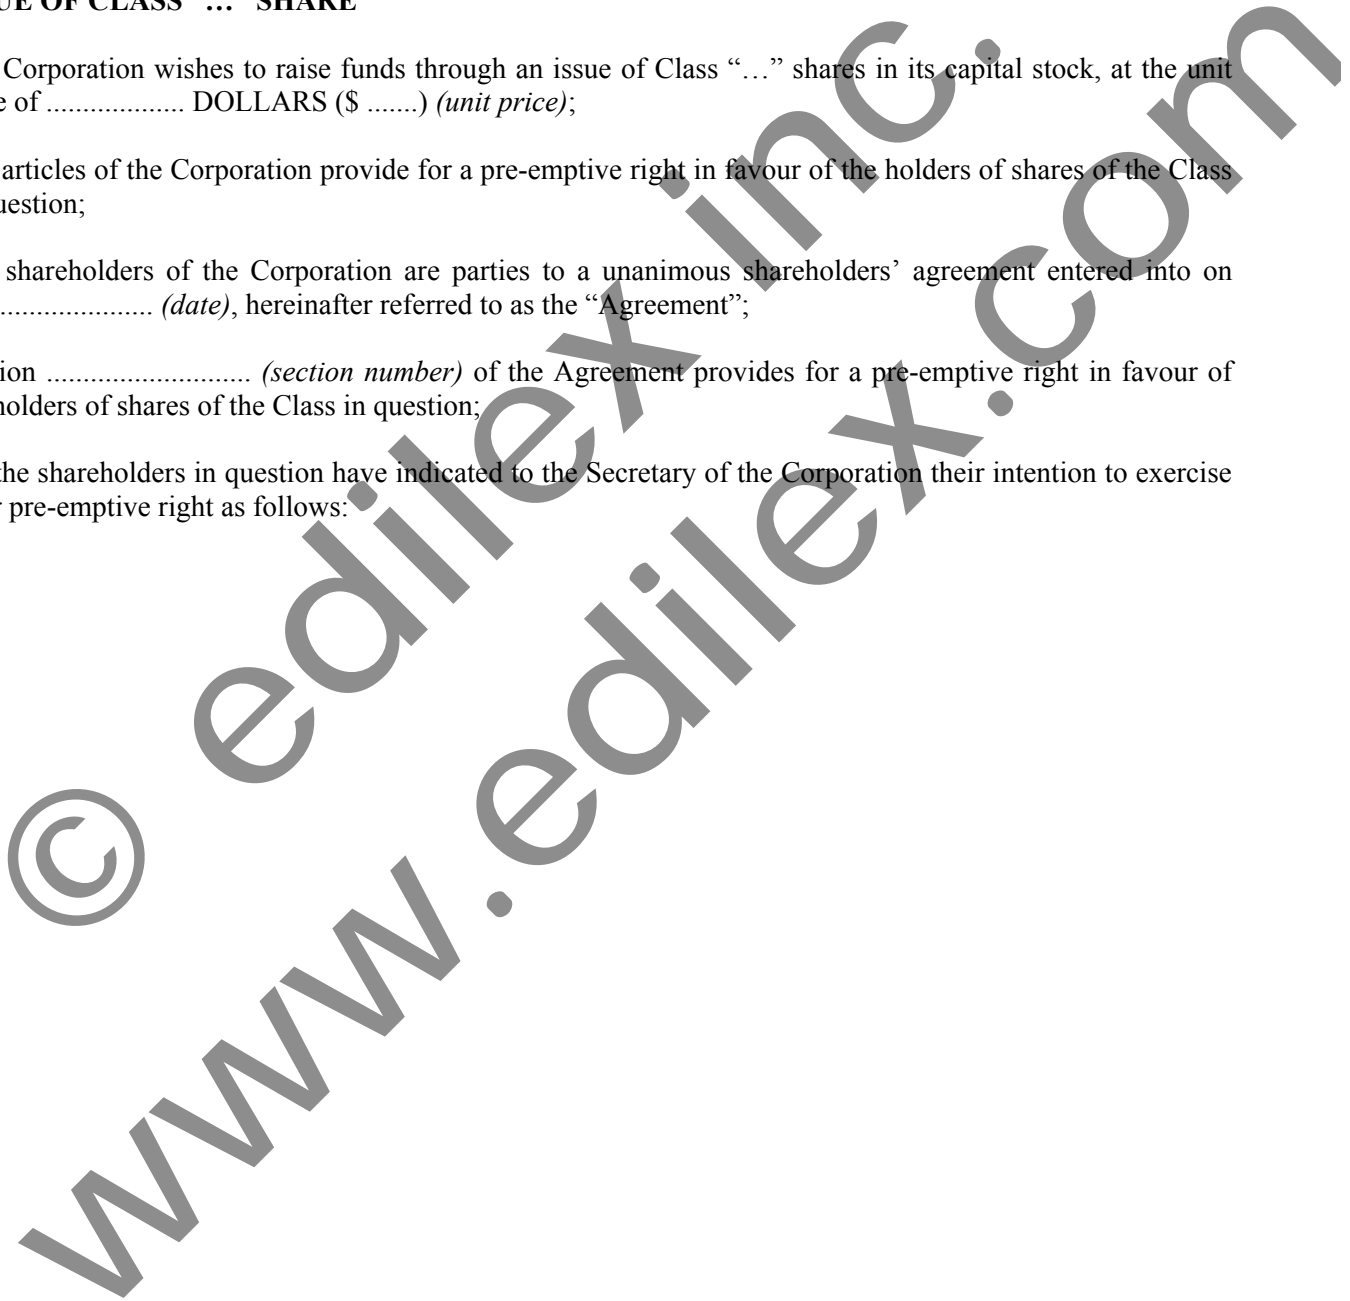 UE OF CLASS “…” SHARE
Corporation wishes to raise funds through an issue of Class “…” shares in its capital stock, at the unit
e of ................... DOLLARS ($ .......) (unit price);
articles of the Corporation provide for a pre-emptive right in favour of the holders of shares of the Class
uestion;
shareholders of the Corporation are parties to a unanimous shareholders’ agreement entered into on
..................... (date), hereinafter referred to as the “Agreement”;
ion ............................ (section number) of the Agreement provides for a pre-emptive right in favour of
holders of shares of the Class in question;
the shareholders in question have indicated to the Secretary of the Corporation their intention to exercise
r pre-emptive right as follows:
© edilex inc.
www.edilex.com